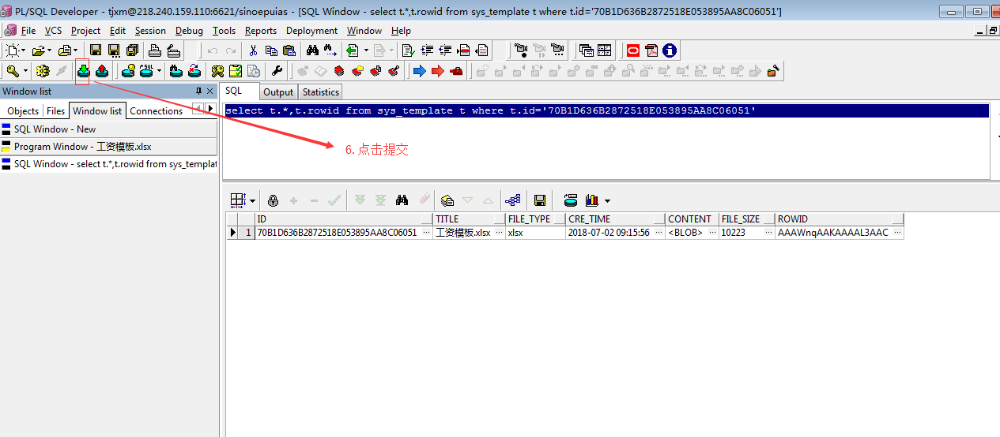 PL/SQL Developer - tjxm@218.240.159.110:6621/sinoepuias - [SQL Window - select t.*,t.rowid from sys_template t where t.id='70B1D636B2872518E053895AA8C06051']
File VCS Project Edit Session Debug Tools Reports Deployment Window Help
SQL
Window list
Objects Files Window list Connections
SQL Window - New
Program Window - 工资模板.xlsx
SQL Window - select t.*,t.rowid from sys_templat
SQL Output Statistics
select t.*,t.rowid from sys_template t where t.id='70B1D636B2872518E053895AA8C06051'
6. 点击提交
ID TITLE FILE_TYPE CRE_TIME CONTENT FILE_SIZE ROWID
1 70B1D636B2872518E053895AA8C06051 ... 工资模板.xlsx ... xlsx 2018-07-02 09:15:56 ... <BLOB> ... 10223 ... AAAWnqAAKAAAAL3AAC ...